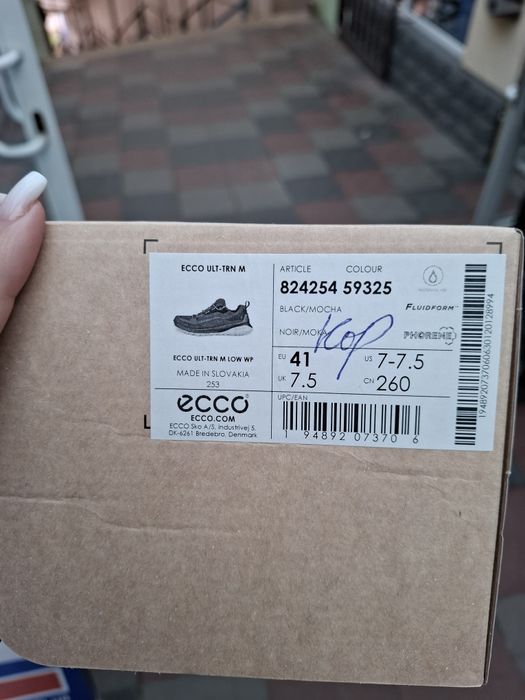 ECCO ULT-TRN M
ARTICLE COLOUR
824254 59325
BLACK/MOCHA
FLUIDFORM™
NOIR/MOKA
кор
PHORENE
ECCO ULT-TRN M LOW WP
MADE IN SLOVAKIA
253
EU 41 US 7-7.5
UK 7.5 CN 260
ecco®
ECCO.COM
ECCO Sko A/S, Industrivej 5,
DK-6261 Bredebro, Denmark
UPC/EAN
1 94892 07370 6